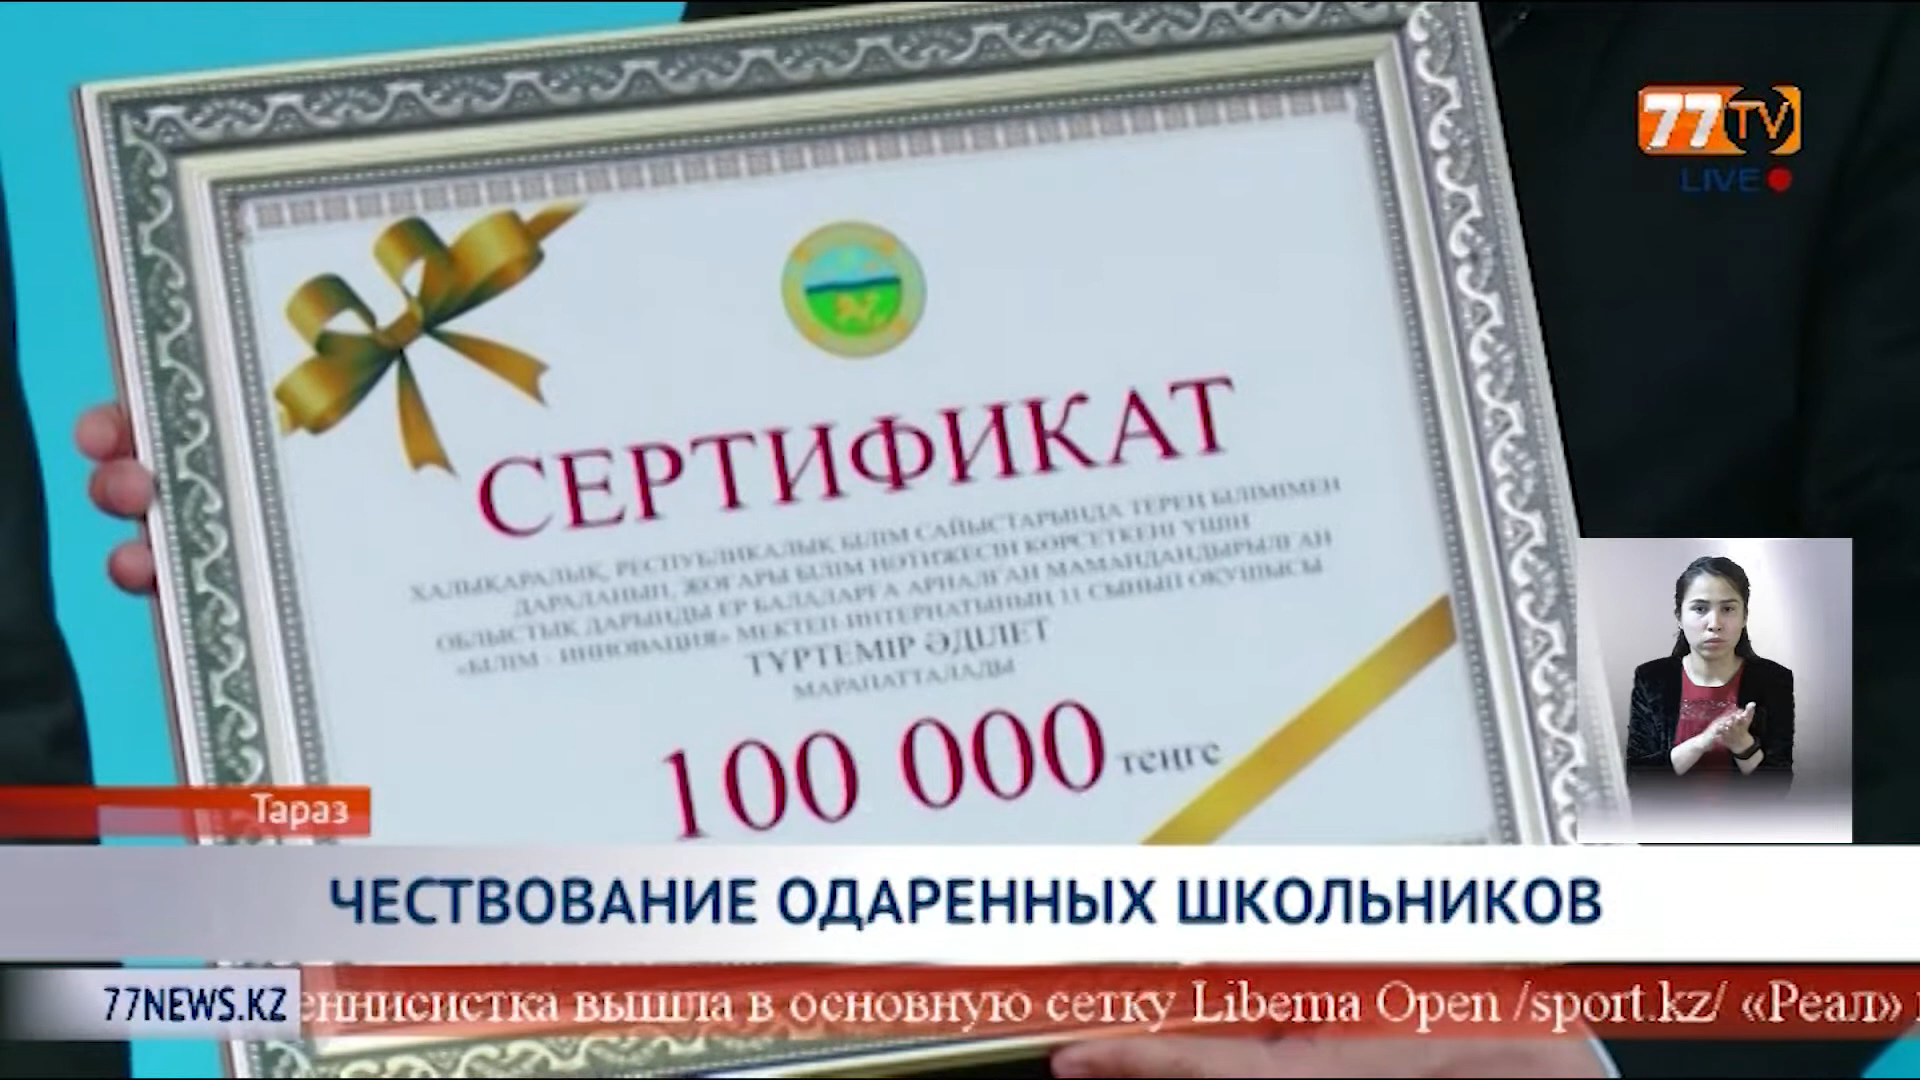 77TV
LIVE
СЕРТИФИКАТ
ХАЛЫҚАРАЛЫҚ, РЕСПУБЛИКАЛЫҚ БІЛІМ САЙЫСТАРЫНДА ТЕРЕҢ БІЛІМІМЕН
ДАРАЛАНЫП, ЖОҒАРЫ БІЛІМ НӘТИЖЕСІН КӨРСЕТКЕНІ ҮШІН
ОБЛЫСТЫҚ ДАРЫНДЫ ЕР БАЛАЛАРҒА АРНАЛҒАН МАМАНДАНДЫРЫЛҒАН
«БІЛІМ - ИННОВАЦИЯ» МЕКТЕП-ИНТЕРНАТЫНЫҢ 11 СЫНЫП ОҚУШЫСЫ
ТҮРТЕМІР ӘДІЛЕТ
МАРАПАТТАЛАДЫ
100 000 теңге
Тараз
ЧЕСТВОВАНИЕ ОДАРЕННЫХ ШКОЛЬНИКОВ
77NEWS.KZ
еннисистка вышла в основную сетку Libema Open /sport.kz/ «Реал»